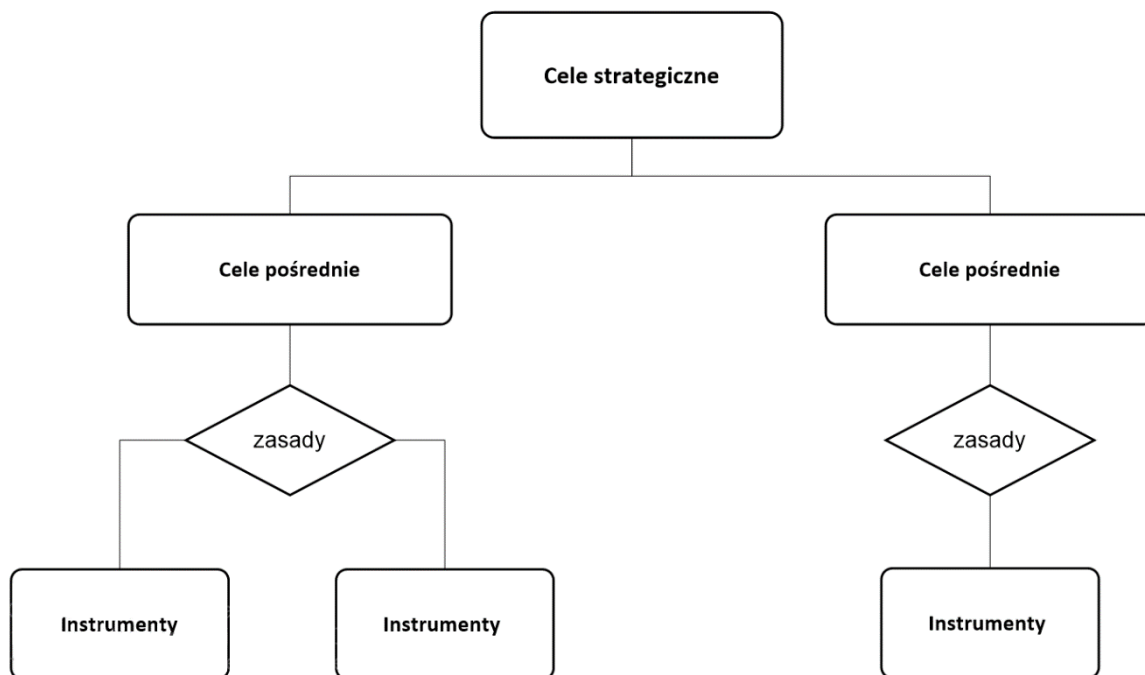 Cele strategiczne
Cele pośrednie
Cele pośrednie
zasady
zasady
Instrumenty
Instrumenty
Instrumenty